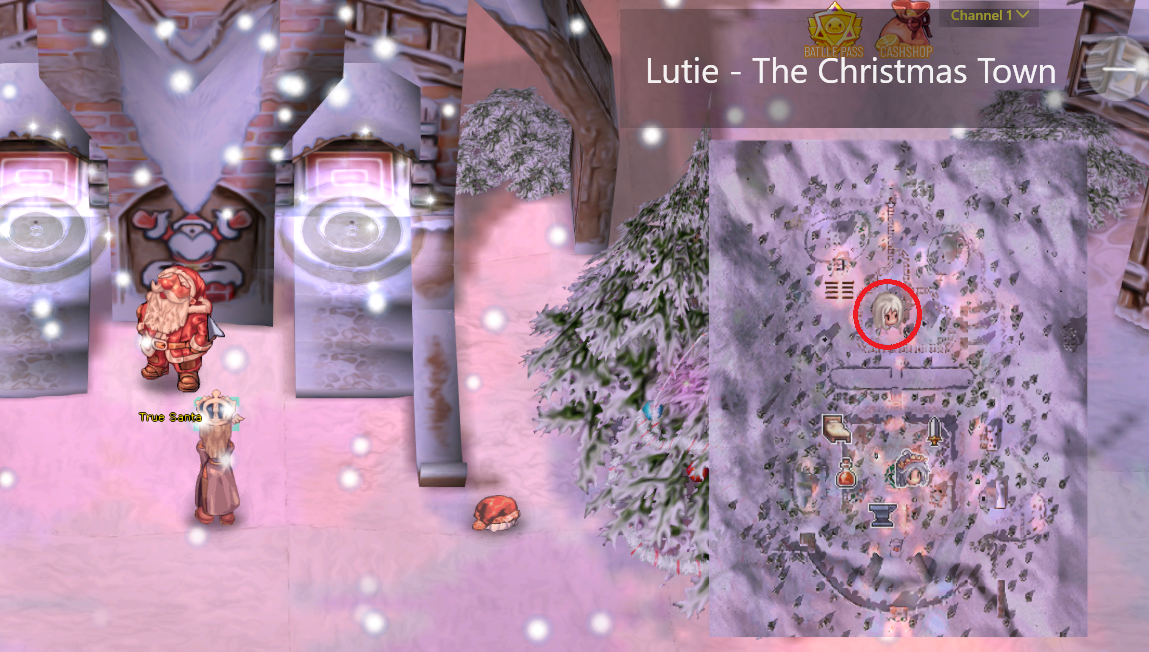 Channel 1
BATTLE PASS
CASHSHOP
Lutie - The Christmas Town
True Santa